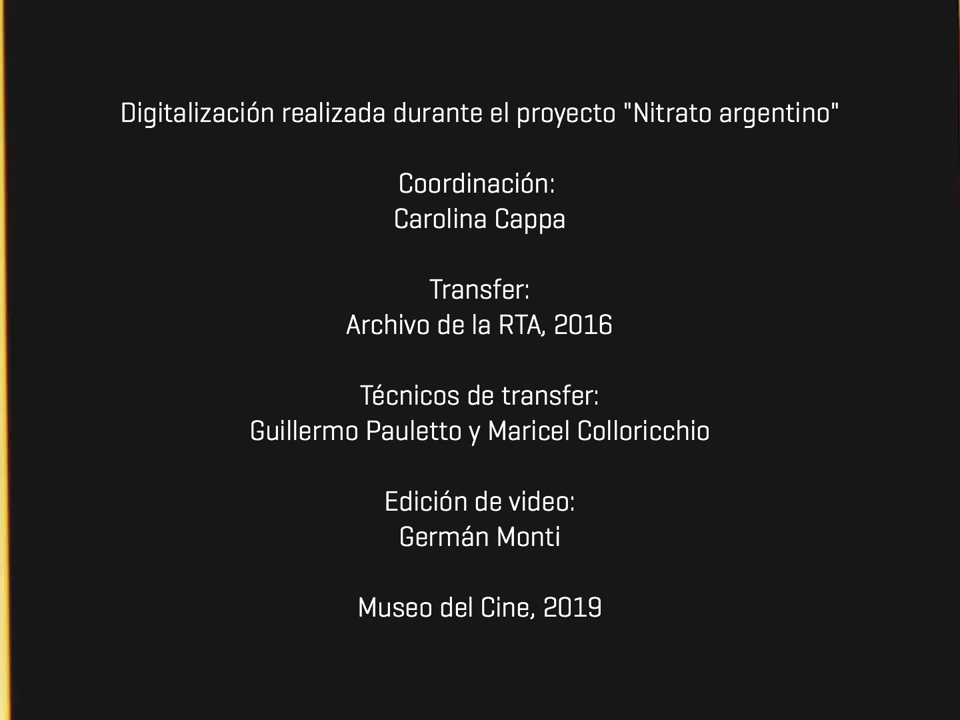 Digitalización realizada durante el proyecto "Nitrato argentino"
Coordinación:
Carolina Cappa
Transfer:
Archivo de la RTA, 2016
Técnicos de transfer:
Guillermo Pauletto y Maricel Colloricchio
Edición de video:
Germán Monti
Museo del Cine, 2019